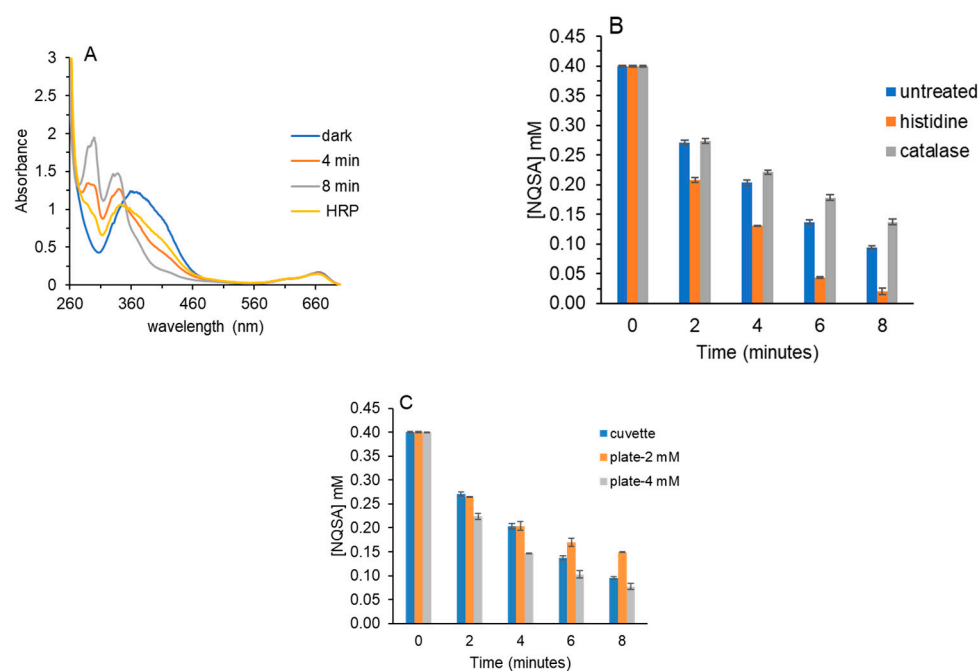 A
3
2.5
2
1.5
1
0.5
0
Absorbance
260 360 460 560 660
wavelength (nm)
dark
4 min
8 min
HRP
B
0.45
0.40
0.35
0.30
0.25
0.20
0.15
0.10
0.05
0.00
[NQSA] mM
0 2 4 6 8
Time (minutes)
untreated
histidine
catalase
C
0.45
0.40
0.35
0.30
0.25
0.20
0.15
0.10
0.05
0.00
[NQSA] mM
0 2 4 6 8
Time (minutes)
cuvette
plate-2 mM
plate-4 mM